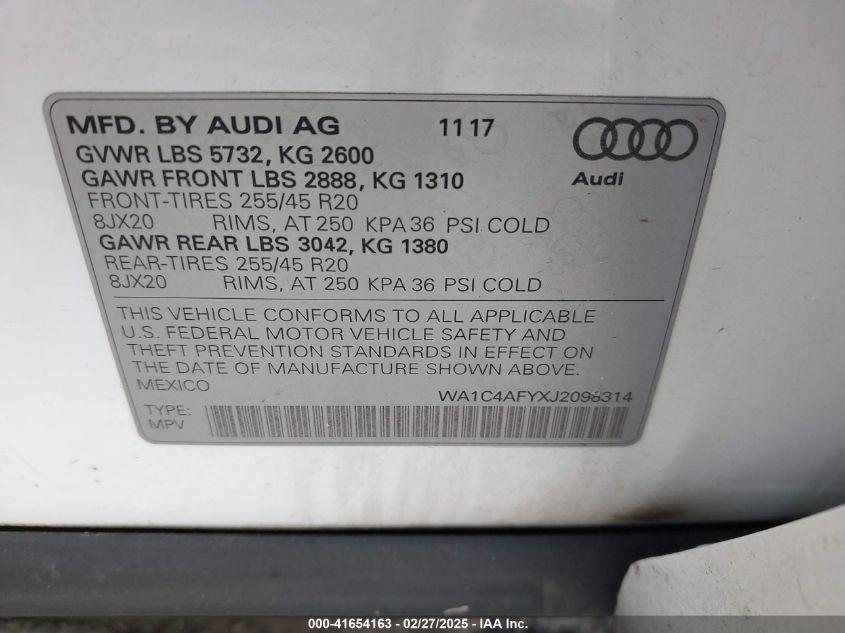 MFD. BY AUDI AG 11 17
GVWR LBS 5732, KG 2600
GAWR FRONT LBS 2888, KG 1310
Audi
FRONT-TIRES 255/45 R20
8JX20 RIMS, AT 250 KPA 36 PSI COLD
GAWR REAR LBS 3042, KG 1380
REAR-TIRES 255/45 R20
8JX20 RIMS, AT 250 KPA 36 PSI COLD
THIS VEHICLE CONFORMS TO ALL APPLICABLE
U.S. FEDERAL MOTOR VEHICLE SAFETY AND
THEFT PREVENTION STANDARDS IN EFFECT ON
THE DATE OF MANUFACTURE SHOWN ABOVE.
MEXICO
WA1C4AFYXJ2098314
TYPE:
MPV
000-41654163 - 02/27/2025 - IAA Inc.